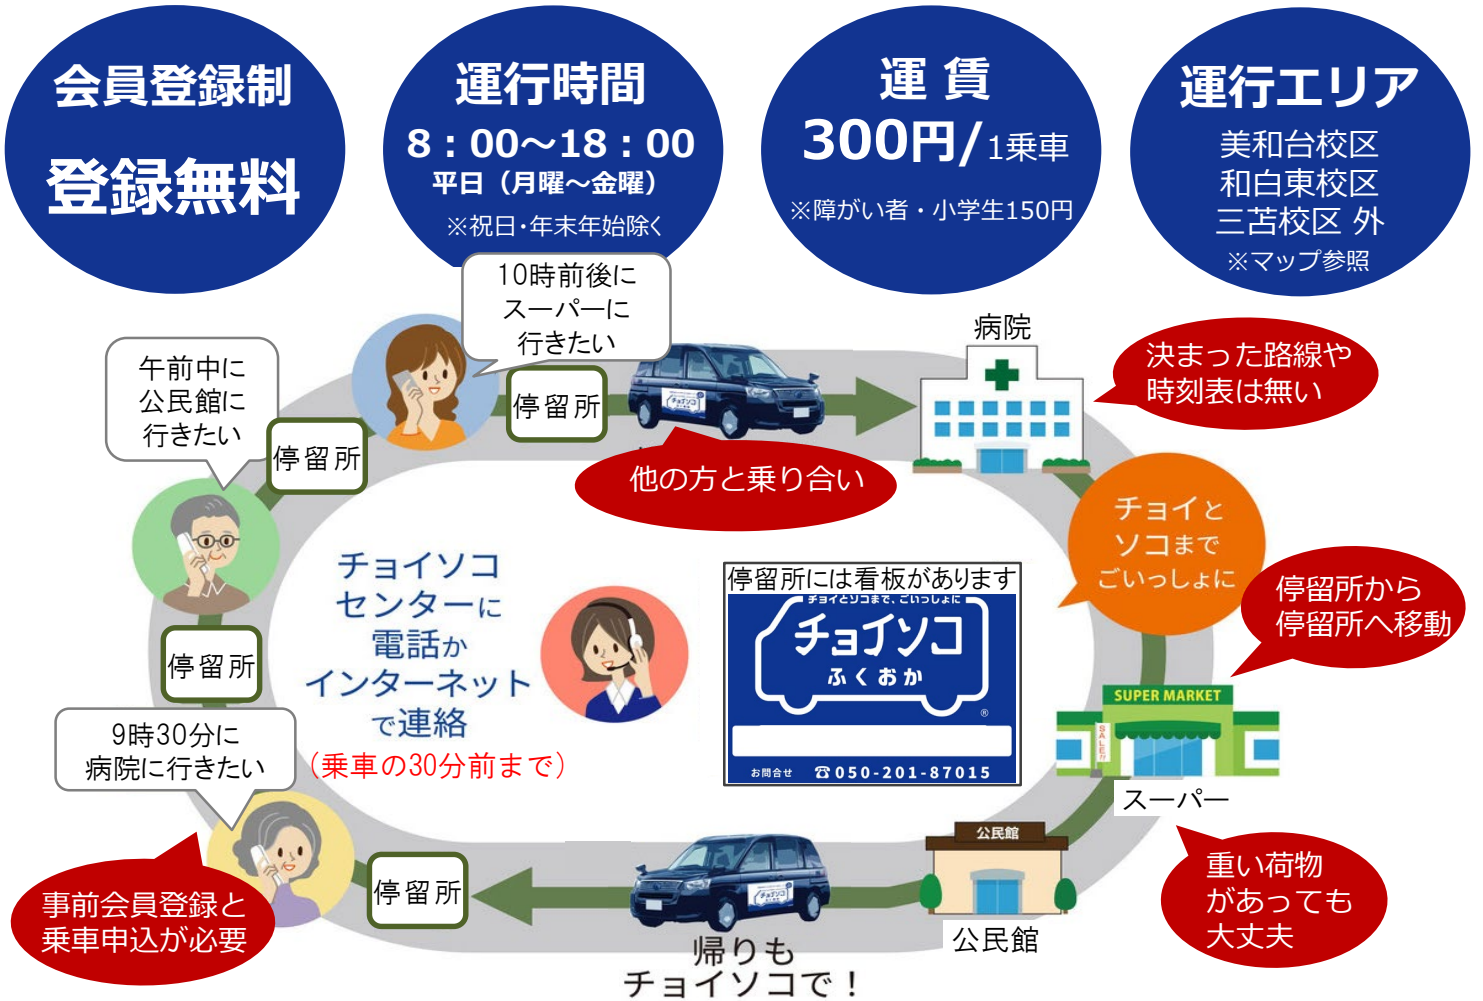 会員登録制
登録無料
運行時間
8：00～18：00
平日（月曜～金曜）
※祝日・年末年始除く
運 賃
300円/1乗車
※障がい者・小学生150円
運行エリア
美和台校区
和白東校区
三苫校区 外
※マップ参照
10時前後に
スーパーに
行きたい
午前中に
公民館に
行きたい
停留所
停留所
チョイソコ
病院
決まった路線や
時刻表は無い
他の方と乗り合い
チョイと
ソコまで
ごいっしょに
停留所から
停留所へ移動
チョイソコ
センターに
電話か
インターネット
で連絡
（乗車の30分前まで）
停留所には看板があります
チョイとソコまで、ごいっしょに
チョイソコ
ふくおか
®
お問合せ ☎050-201-87015
停留所
9時30分に
病院に行きたい
SUPER MARKET
SALE!!
スーパー
公民館
公民館
重い荷物
があっても
大丈夫
事前会員登録と
乗車申込が必要
停留所
チョイソコ
帰りも
チョイソコで！